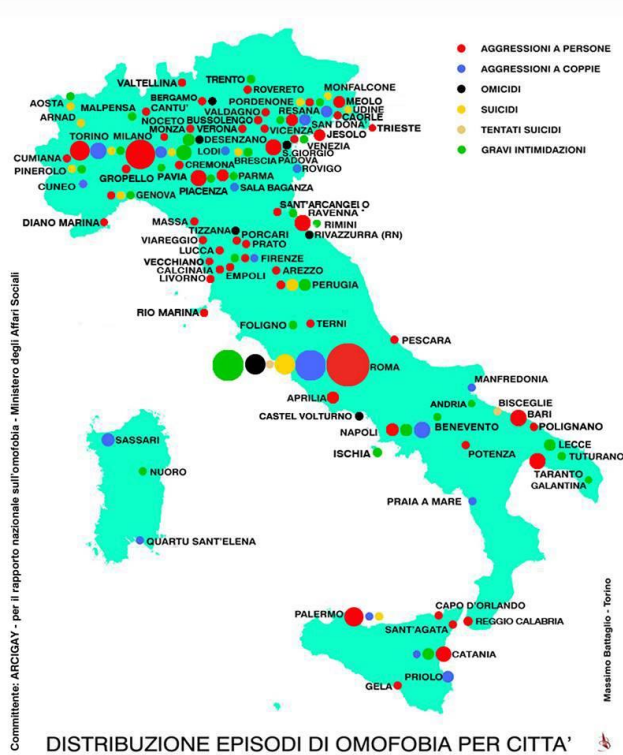 AGGRESSIONI A PERSONE
AGGRESSIONI A COPPIE
OMICIDI
SUICIDI
TENTATI SUICIDI
GRAVI INTIMIDAZIONI
VALTELLINA
TRENTO
ROVERETO
MONFALCONE
AOSTA
MALPENSA
BERGAMO
CANTU'
PORDENONE
MEOLO
ARNAD
NOCETO
VALDAGNO
BUSSOLENGO
RESANA
UDINE
CAORLE
SAN DONA'
TORINO
MILANO
MONZA
VERONA
VICENZA
JESOLO
TRIESTE
DESENZANO
VENEZIA
S.GIORGIO
CUMIANA
LODI
BRESCIA
PADOVA
PINEROLO
GROPELLO
PAVIA
CREMONA
ROVIGO
CUNEO
PIACENZA
PARMA
SALA BAGANZA
GENOVA
SANT'ARCANGELO
RAVENNA
DIANO MARINA
MASSA
RIMINI
TIZZANA
PORCARI
RIVAZZURRA (RN)
VIAREGGIO
PRATO
LUCCA
VECCHIANO
FIRENZE
CALCINAIA
EMPOLI
AREZZO
LIVORNO
PERUGIA
RIO MARINA
FOLIGNO
TERNI
PESCARA
ROMA
MANFREDONIA
APRILIA
ANDRIA
BISCEGLIE
CASTEL VOLTURNO
BARI
NAPOLI
BENEVENTO
POLIGNANO
SASSARI
ISCHIA
POTENZA
LECCE
TUTURANO
NUORO
TARANTO
GALANTINA
PRAIA A MARE
QUARTU SANT'ELENA
PALERMO
CAPO D'ORLANDO
SANT'AGATA
REGGIO CALABRIA
CATANIA
PRIOLO
GELA
Committente: ARCIGAY - per il rapporto nazionale sull'omofobia - Ministero degli Affari Sociali
Massimo Battaglio - Torino
DISTRIBUZIONE EPISODI DI OMOFOBIA PER CITTA'